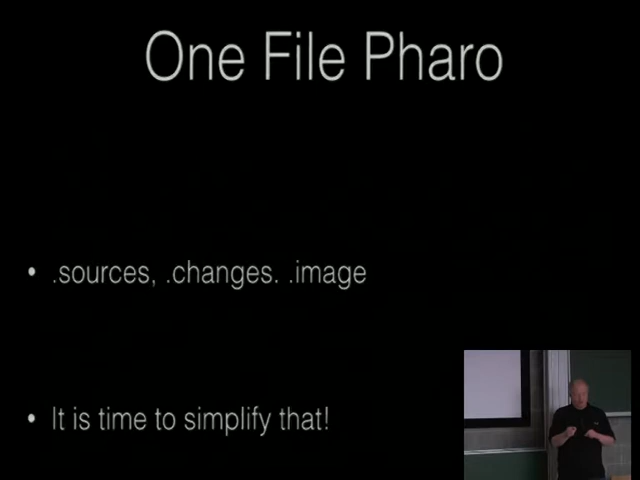 One File Pharo
• .sources, .changes. .image
• It is time to simplify that!